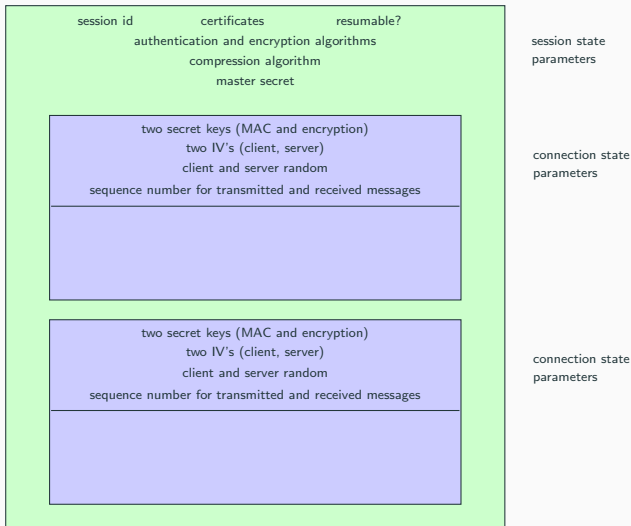 session id certificates resumable?
authentication and encryption algorithms
compression algorithm
master secret
session state
parameters
two secret keys (MAC and encryption)
two IV's (client, server)
client and server random
sequence number for transmitted and received messages
connection state
parameters
two secret keys (MAC and encryption)
two IV's (client, server)
client and server random
sequence number for transmitted and received messages
connection state
parameters